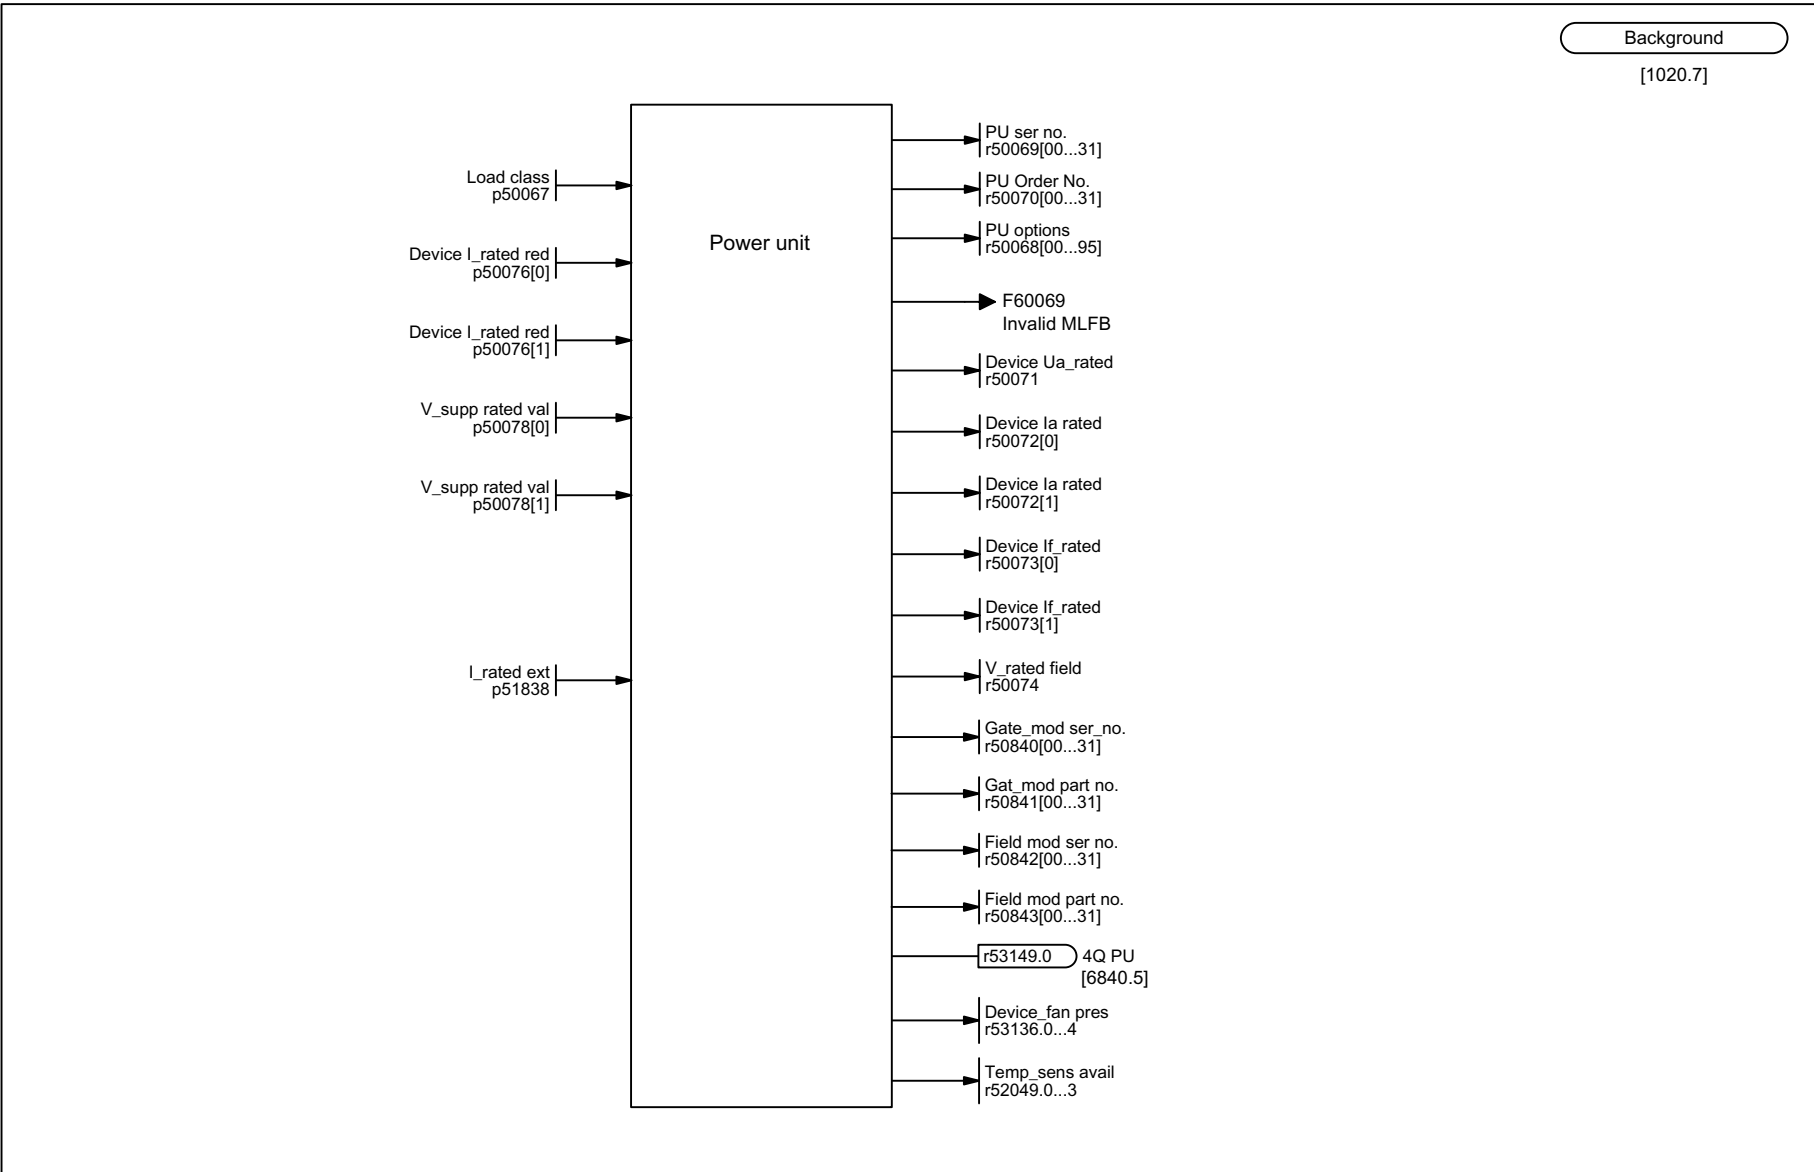 Background
[1020.7]
Load class
p50067
Device I_rated red
p50076[0]
Device I_rated red
p50076[1]
V_supp rated val
p50078[0]
V_supp rated val
p50078[1]
I_rated ext
p51838
Power unit
PU ser no.
r50069[00...31]
PU Order No.
r50070[00...31]
PU options
r50068[00...95]
F60069
Invalid MLFB
Device Ua_rated
r50071
Device Ia rated
r50072[0]
Device Ia rated
r50072[1]
Device If_rated
r50073[0]
Device If_rated
r50073[1]
V_rated field
r50074
Gate_mod ser_no.
r50840[00...31]
Gat_mod part no.
r50841[00...31]
Field mod ser no.
r50842[00...31]
Field mod part no.
r50843[00...31]
r53149.0 4Q PU
[6840.5]
Device_fan pres
r53136.0...4
Temp_sens avail
r52049.0...3